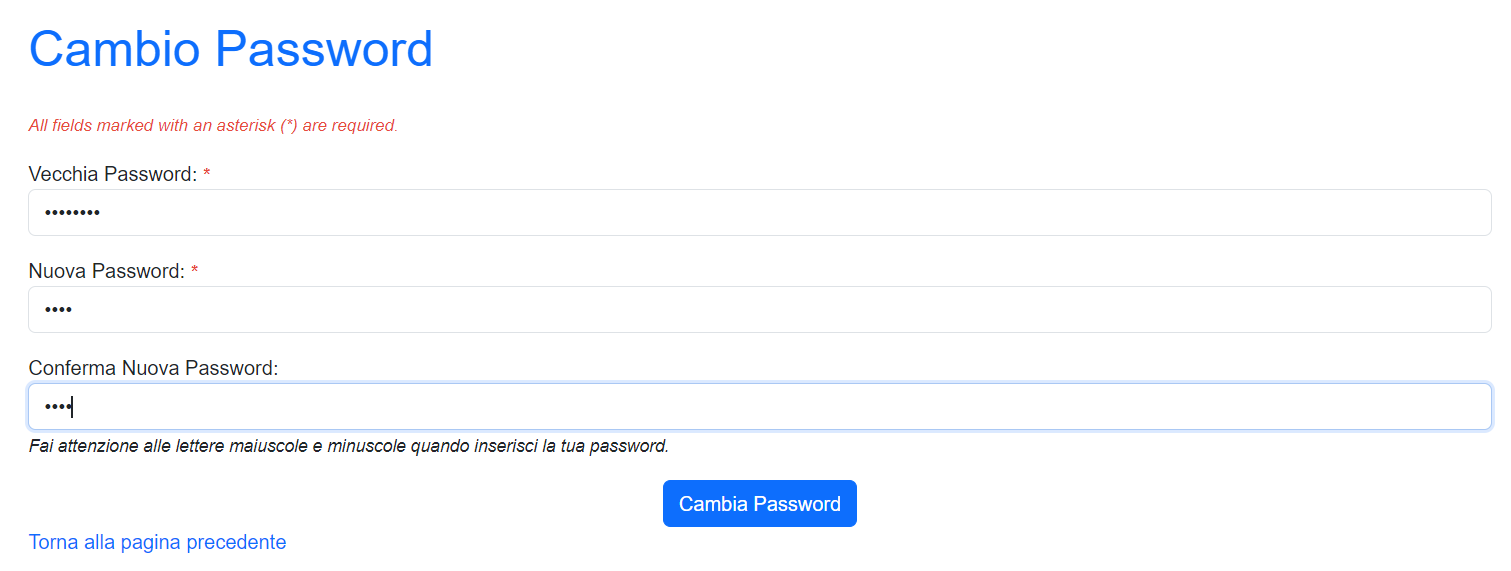 Cambio Password
All fields marked with an asterisk (*) are required.
Vecchia Password: *
••••••••
Nuova Password: *
••••
Conferma Nuova Password:
••••
Fai attenzione alle lettere maiuscole e minuscole quando inserisci la tua password.
Cambia Password
Torna alla pagina precedente